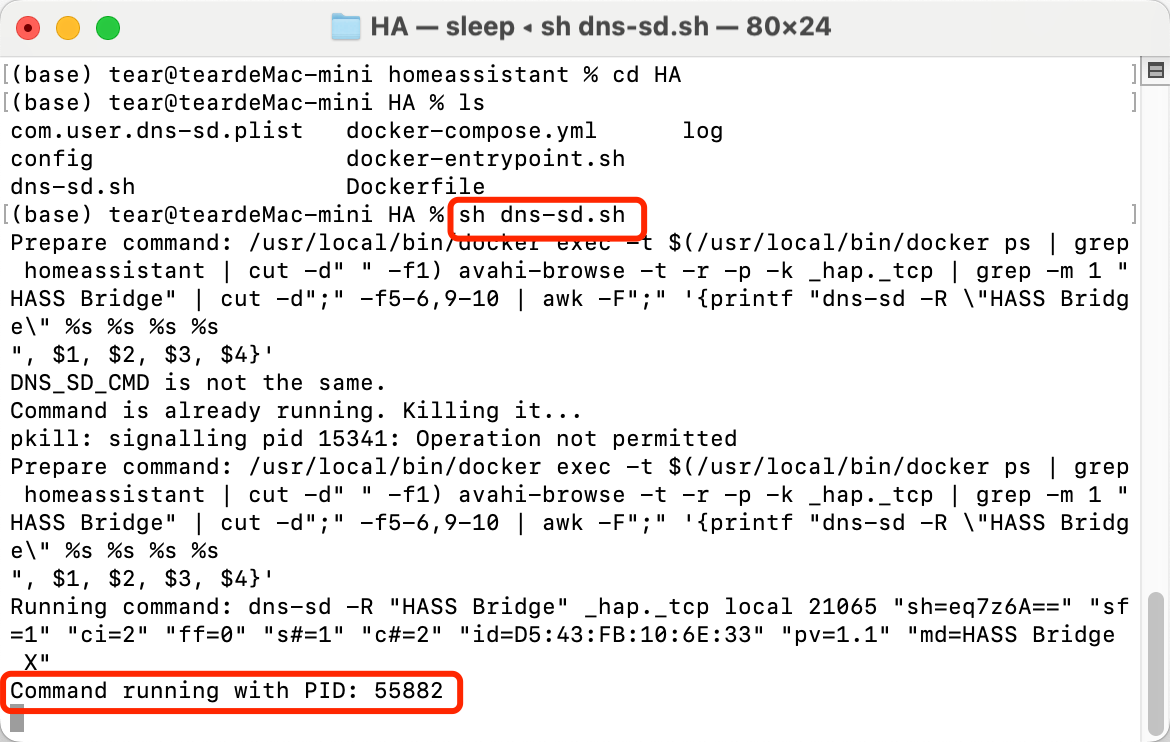 HA — sleep ◂ sh dns-sd.sh — 80×24
[(base) tear@teardeMac-mini homeassistant % cd HA ]
[(base) tear@teardeMac-mini HA % ls ]
com.user.dns-sd.plist docker-compose.yml log
config docker-entrypoint.sh
dns-sd.sh Dockerfile
[(base) tear@teardeMac-mini HA % sh dns-sd.sh ]
Prepare command: /usr/local/bin/docker exec -t $(/usr/local/bin/docker ps | grep
 homeassistant | cut -d" " -f1) avahi-browse -t -r -p -k _hap._tcp | grep -m 1 "
HASS Bridge" | cut -d";" -f5-6,9-10 | awk -F";" '{printf "dns-sd -R \"HASS Bridg
e\" %s %s %s %s
", $1, $2, $3, $4}'
DNS_SD_CMD is not the same.
Command is already running. Killing it...
pkill: signalling pid 15341: Operation not permitted
Prepare command: /usr/local/bin/docker exec -t $(/usr/local/bin/docker ps | grep
 homeassistant | cut -d" " -f1) avahi-browse -t -r -p -k _hap._tcp | grep -m 1 "
HASS Bridge" | cut -d";" -f5-6,9-10 | awk -F";" '{printf "dns-sd -R \"HASS Bridg
e\" %s %s %s %s
", $1, $2, $3, $4}'
Running command: dns-sd -R "HASS Bridge" _hap._tcp local 21065 "sh=eq7z6A==" "sf
=1" "ci=2" "ff=0" "s#=1" "c#=2" "id=D5:43:FB:10:6E:33" "pv=1.1" "md=HASS Bridge
 X"
Command running with PID: 55882